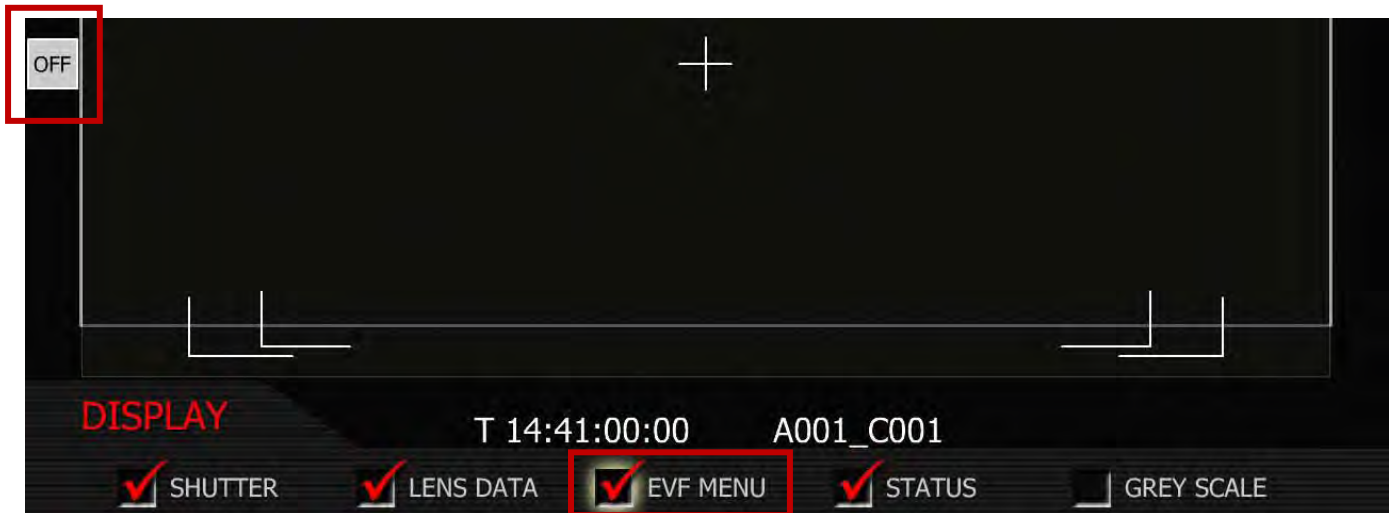 OFF
DISPLAY
T 14:41:00:00 A001_C001
SHUTTER LENS DATA EVF MENU STATUS GREY SCALE